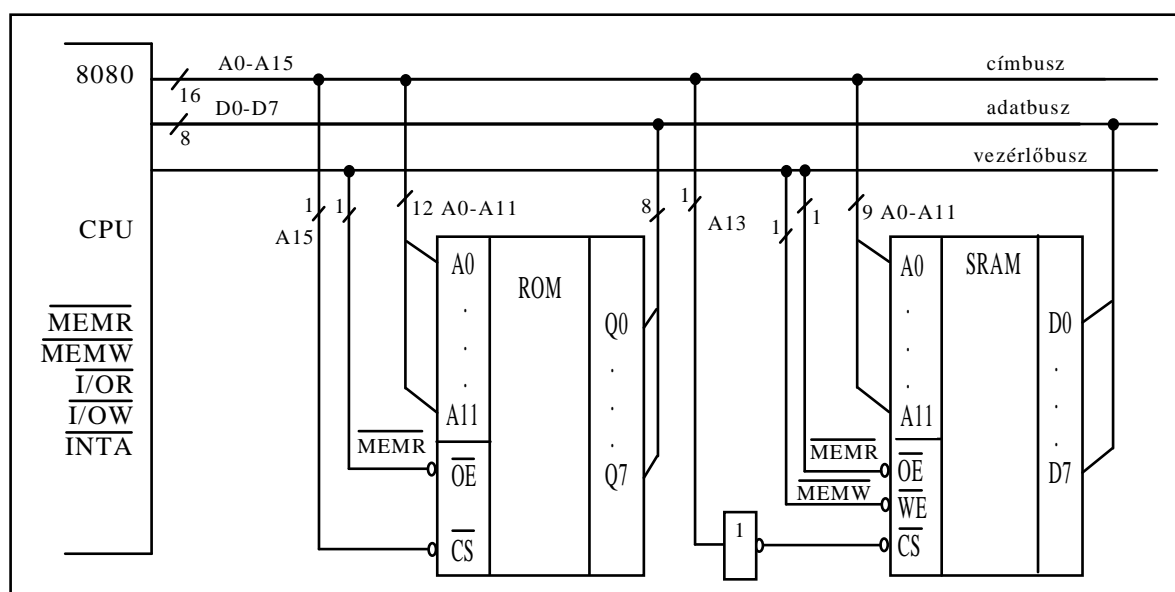 8080
CPU
MEMR
MEMW
I/OR
I/OW
INTA
A0-A15
16
D0-D7
8
címbusz
adatbusz
vezérlőbusz
1
A15
1
12 A0-A11
8
1
A13
1
1
9 A0-A11
A0
.
.
.
A11
ROM
Q0
.
.
.
Q7
MEMR
OE
CS
A0
.
.
.
A11
SRAM
D0
.
.
.
D7
MEMR
OE
MEMW
WE
1
CS